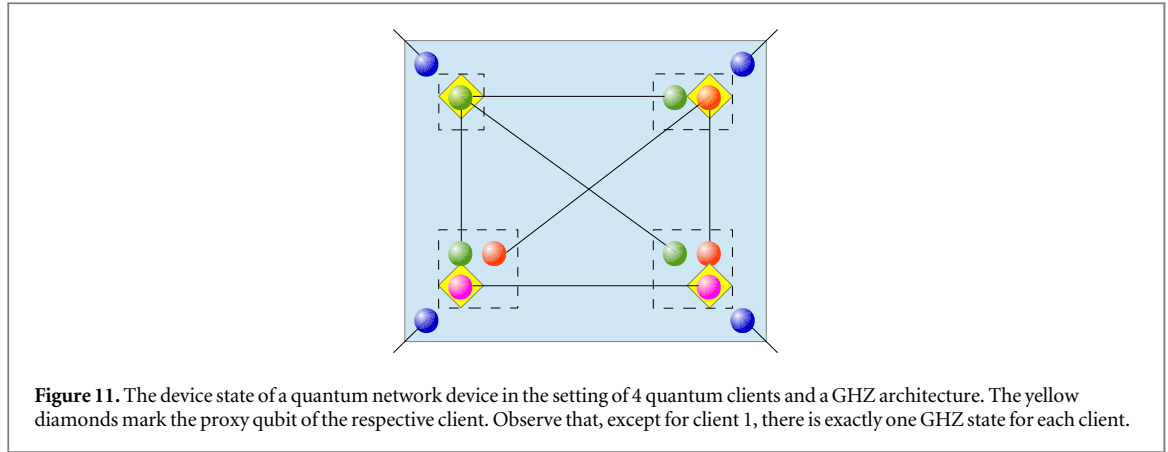 Figure 11. The device state of a quantum network device in the setting of 4 quantum clients and a GHZ architecture. The yellow
diamonds mark the proxy qubit of the respective client. Observe that, except for client 1, there is exactly one GHZ state for each client.